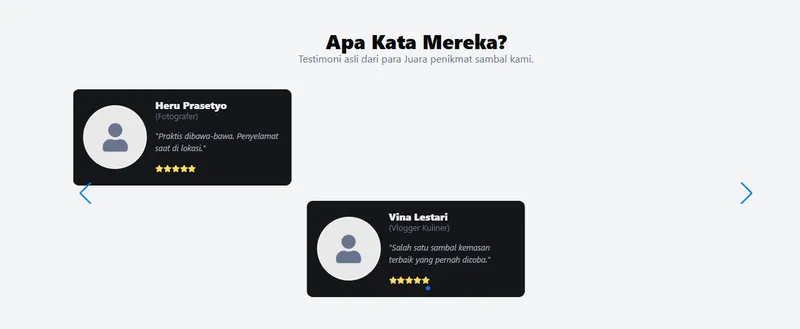 Apa Kata Mereka?
Testimoni asli dari para Juara penikmat sambal kami.
Heru Prasetyo
(Fotografer)
"Praktis dibawa-bawa. Penyelamat
saat di lokasi."
Vina Lestari
(Vlogger Kuliner)
"Salah satu sambal kemasan
terbaik yang pernah dicoba."